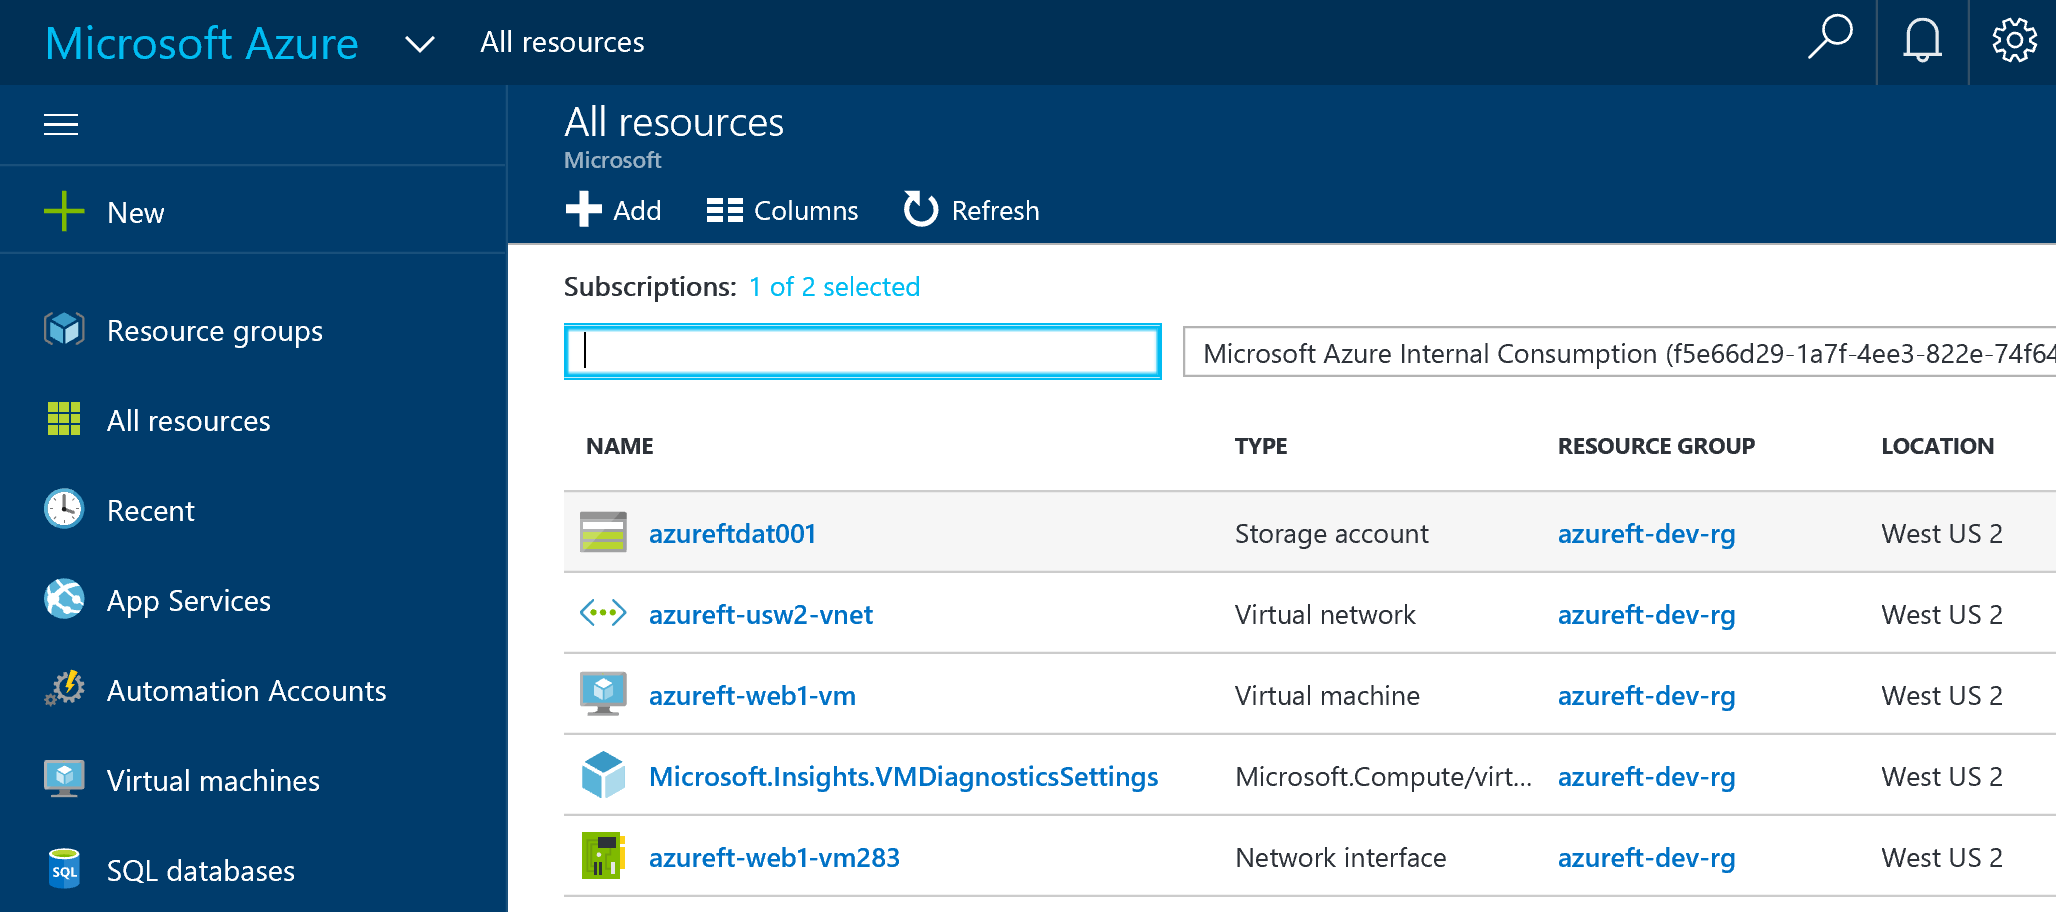 Microsoft Azure All resources
New
Resource groups
All resources
Recent
App Services
Automation Accounts
Virtual machines
SQL SQL databases
All resources
Microsoft
Add Columns Refresh
Subscriptions: 1 of 2 selected
Microsoft Azure Internal Consumption (f5e66d29-1a7f-4ee3-822e-74f64
NAME TYPE RESOURCE GROUP LOCATION
azureftdat001 Storage account azureft-dev-rg West US 2
azureft-usw2-vnet Virtual network azureft-dev-rg West US 2
azureft-web1-vm Virtual machine azureft-dev-rg West US 2
Microsoft.Insights.VMDiagnosticsSettings Microsoft.Compute/virt... azureft-dev-rg West US 2
azureft-web1-vm283 Network interface azureft-dev-rg West US 2